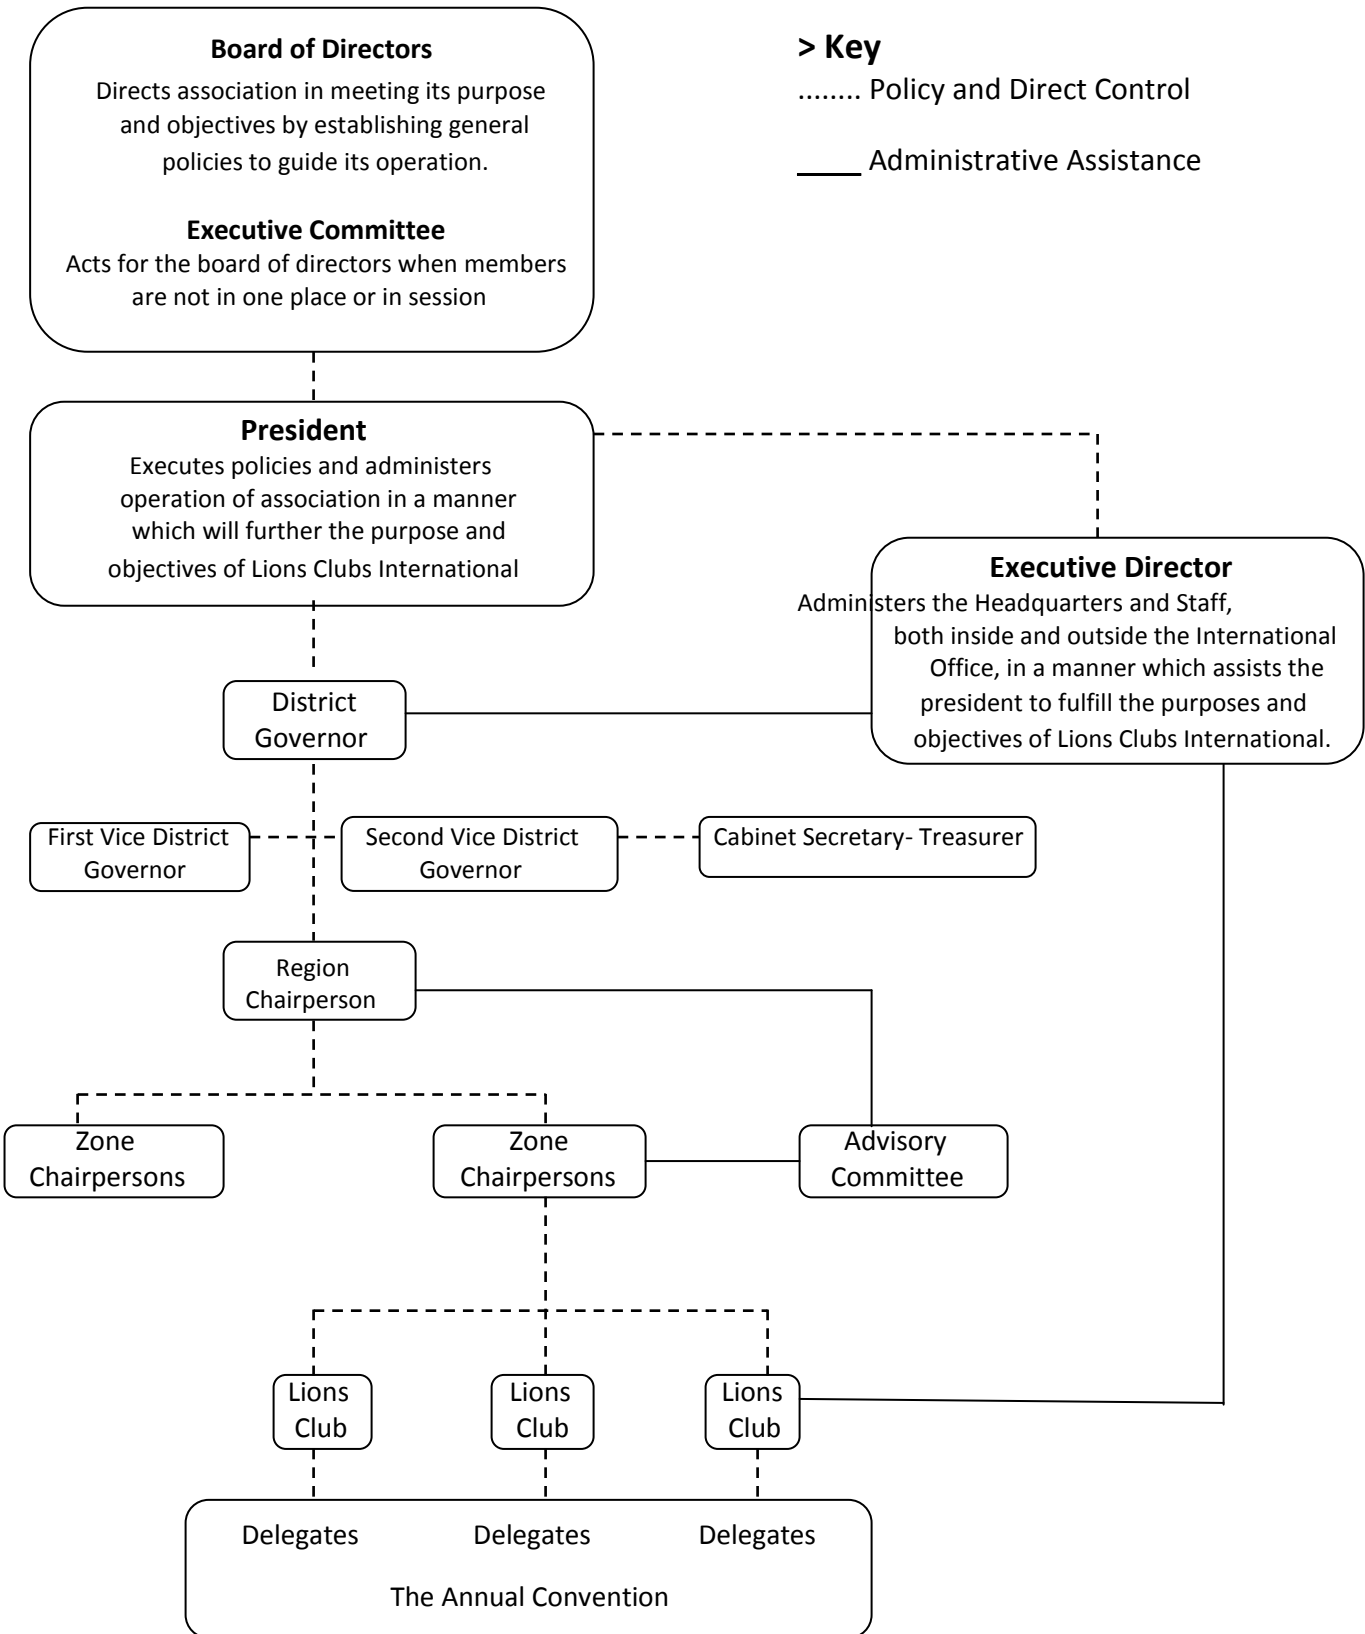 Board of Directors
Directs association in meeting its purpose
and objectives by establishing general
policies to guide its operation.
Executive Committee
Acts for the board of directors when members
are not in one place or in session
> Key
........ Policy and Direct Control
____ Administrative Assistance
President
Executes policies and administers
operation of association in a manner
which will further the purpose and
objectives of Lions Clubs International
Executive Director
Administers the Headquarters and Staff,
both inside and outside the International
Office, in a manner which assists the
president to fulfill the purposes and
objectives of Lions Clubs International.
District
Governor
First Vice District
Governor
Second Vice District
Governor
Cabinet Secretary- Treasurer
Region
Chairperson
Zone
Chairpersons
Zone
Chairpersons
Advisory
Committee
Lions
Club
Lions
Club
Lions
Club
Delegates
Delegates
Delegates
The Annual Convention